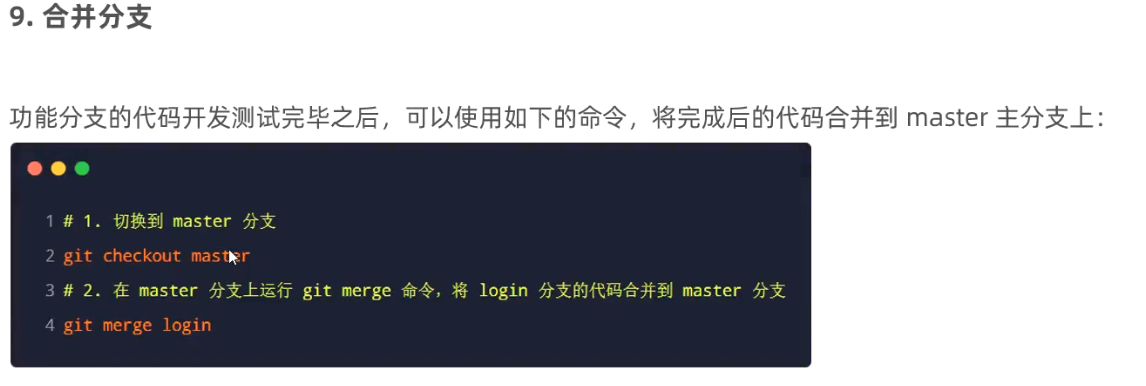 9. 合并分支
功能分支的代码开发测试完毕之后，可以使用如下的命令，将完成后的代码合并到 master 主分支上：
1 # 1. 切换到 master 分支
2 git checkout master
3 # 2. 在 master 分支上运行 git merge 命令，将 login 分支的代码合并到 master 分支
4 git merge login